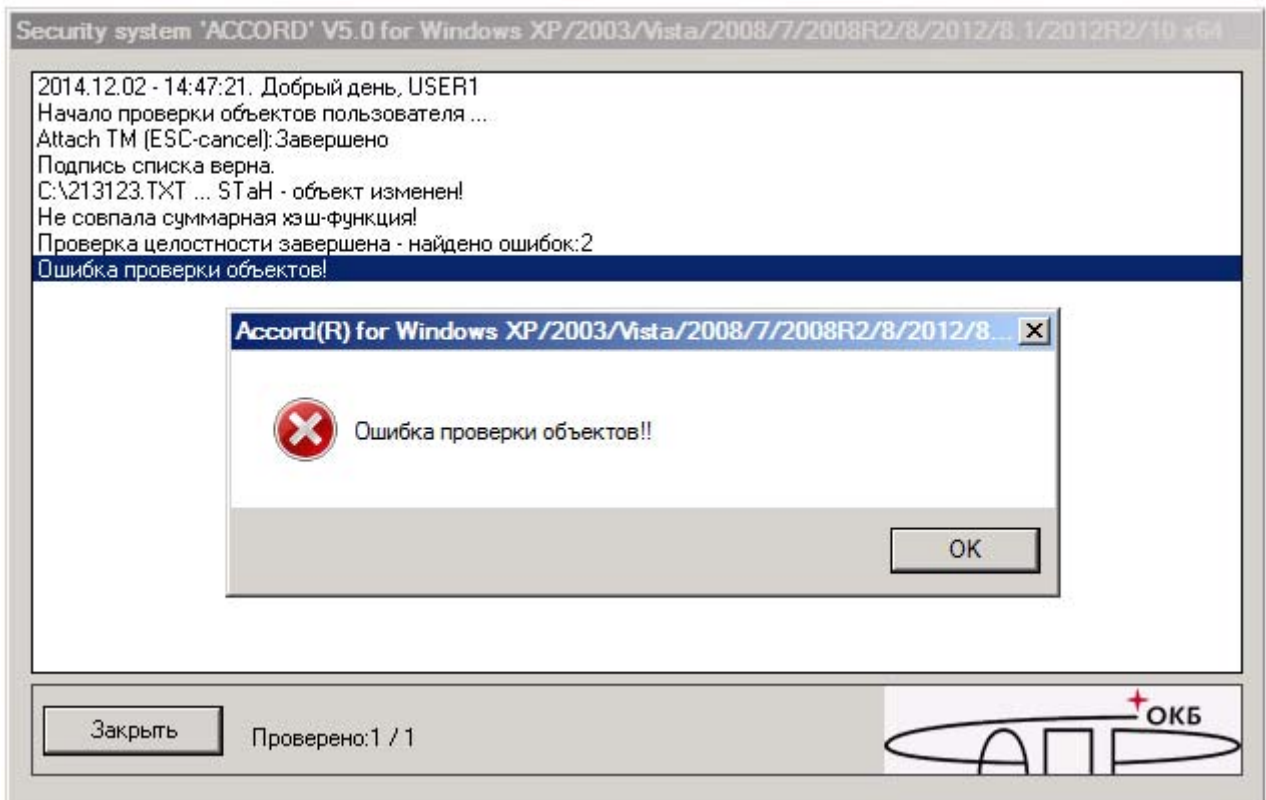 Security system 'ACCORD' V5.0 for Windows XP/2003/Vista/2008/7/2008R2/8/2012/8.1/2012R2/10 x64
2014.12.02 - 14:47:21. Добрый день, USER1
Начало проверки объектов пользователя ...
Attach TM (ESC-cancel):Завершено
Подпись списка верна.
C:\213123.TXT ... STaH - объект изменен!
Не совпала суммарная хэш-функция!
Проверка целостности завершена - найдено ошибок:2
Ошибка проверки объектов!
Accord(R) for Windows XP/2003/Vista/2008/7/2008R2/8/2012/8...
Ошибка проверки объектов!!
OK
Закрыть
Проверено:1 / 1
ОКБ
САПР